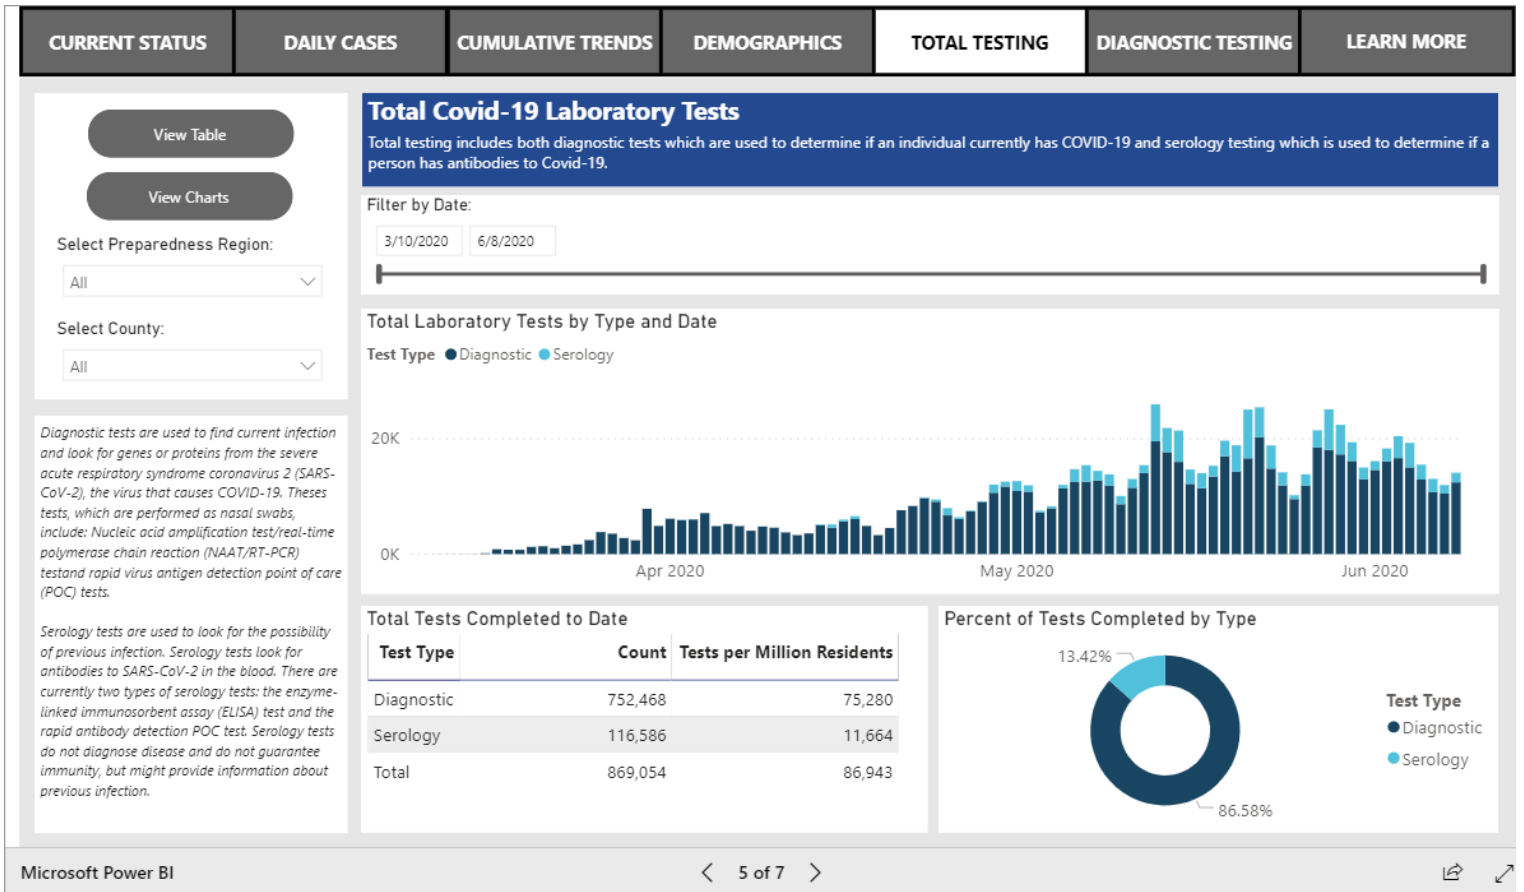 CURRENT STATUS
DAILY CASES
CUMULATIVE TRENDS
DEMOGRAPHICS
TOTAL TESTING
DIAGNOSTIC TESTING
LEARN MORE
View Table
View Charts
Select Preparedness Region:
All
Select County:
All
Diagnostic tests are used to find current infection
and look for genes or proteins from the severe
acute respiratory syndrome coronavirus 2 (SARS-
CoV-2), the virus that causes COVID-19. Theses
tests, which are performed as nasal swabs,
include: Nucleic acid amplification test/real-time
polymerase chain reaction (NAAT/RT-PCR)
testand rapid virus antigen detection point of care
(POC) tests.
Serology tests are used to look for the possibility
of previous infection. Serology tests look for
antibodies to SARS-CoV-2 in the blood. There are
currently two types of serology tests: the enzyme-
linked immunosorbent assay (ELISA) test and the
rapid antibody detection POC test. Serology tests
do not diagnose disease and do not guarantee
immunity, but might provide information about
previous infection.
Total Covid-19 Laboratory Tests
Total testing includes both diagnostic tests which are used to determine if an individual currently has COVID-19 and serology testing which is used to determine if a
person has antibodies to Covid-19.
Filter by Date:
3/10/2020 6/8/2020
Total Laboratory Tests by Type and Date
Test Type Diagnostic Serology
20K
0K
Apr 2020 May 2020 Jun 2020
Total Tests Completed to Date
Test Type Count Tests per Million Residents
Diagnostic 752,468 75,280
Serology 116,586 11,664
Total 869,054 86,943
Percent of Tests Completed by Type
13.42%
86.58%
Test Type
Diagnostic
Serology
Microsoft Power BI
5 of 7